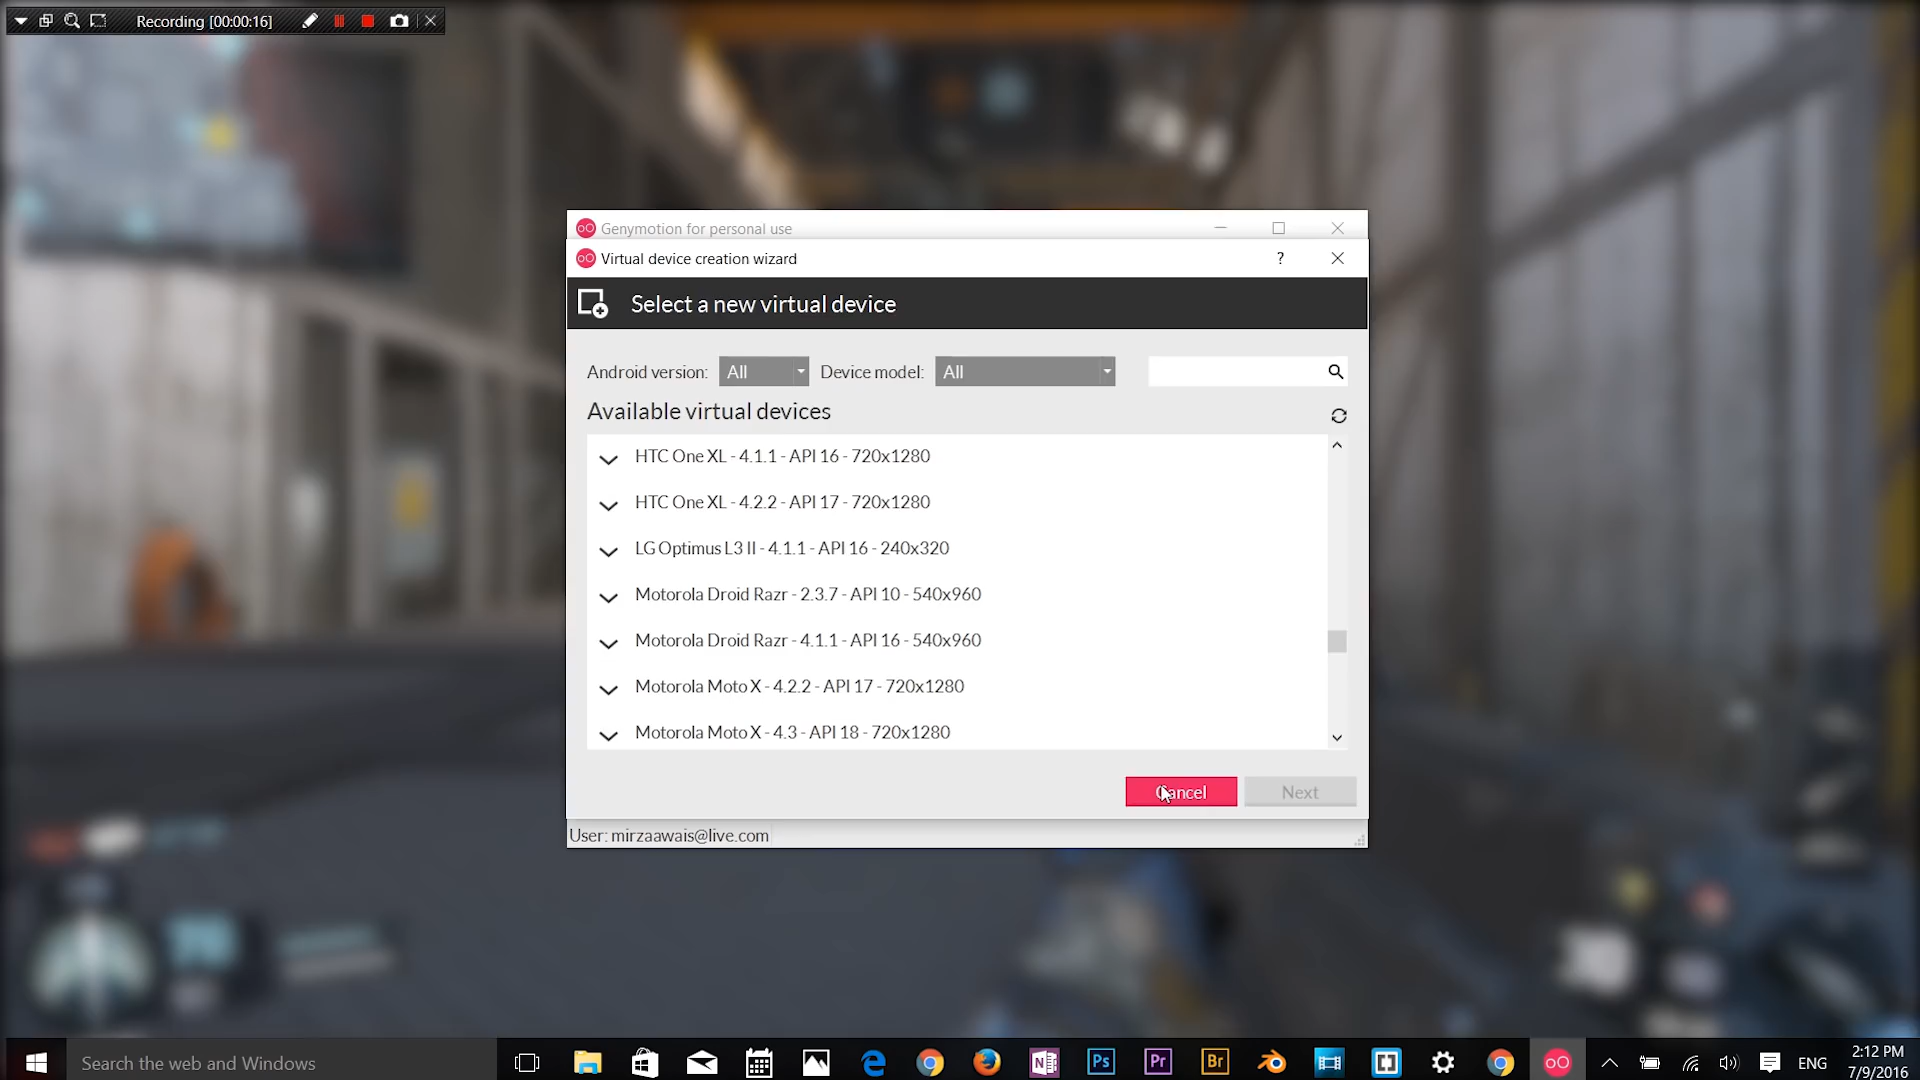 Recording [00:00:16]
Genymotion for personal use
Virtual device creation wizard
?
Select a new virtual device
Android version: All Device model: All
Available virtual devices
HTC One XL - 4.1.1 - API 16 - 720x1280
HTC One XL - 4.2.2 - API 17 - 720x1280
LG Optimus L3 II - 4.1.1 - API 16 - 240x320
Motorola Droid Razr - 2.3.7 - API 10 - 540x960
Motorola Droid Razr - 4.1.1 - API 16 - 540x960
Motorola Moto X - 4.2.2 - API 17 - 720x1280
Motorola Moto X - 4.3 - API 18 - 720x1280
Cancel Next
User: mirzaawais@live.com
Search the web and Windows
Ps
Pr
Br
ENG
2:12 PM
7/9/2016